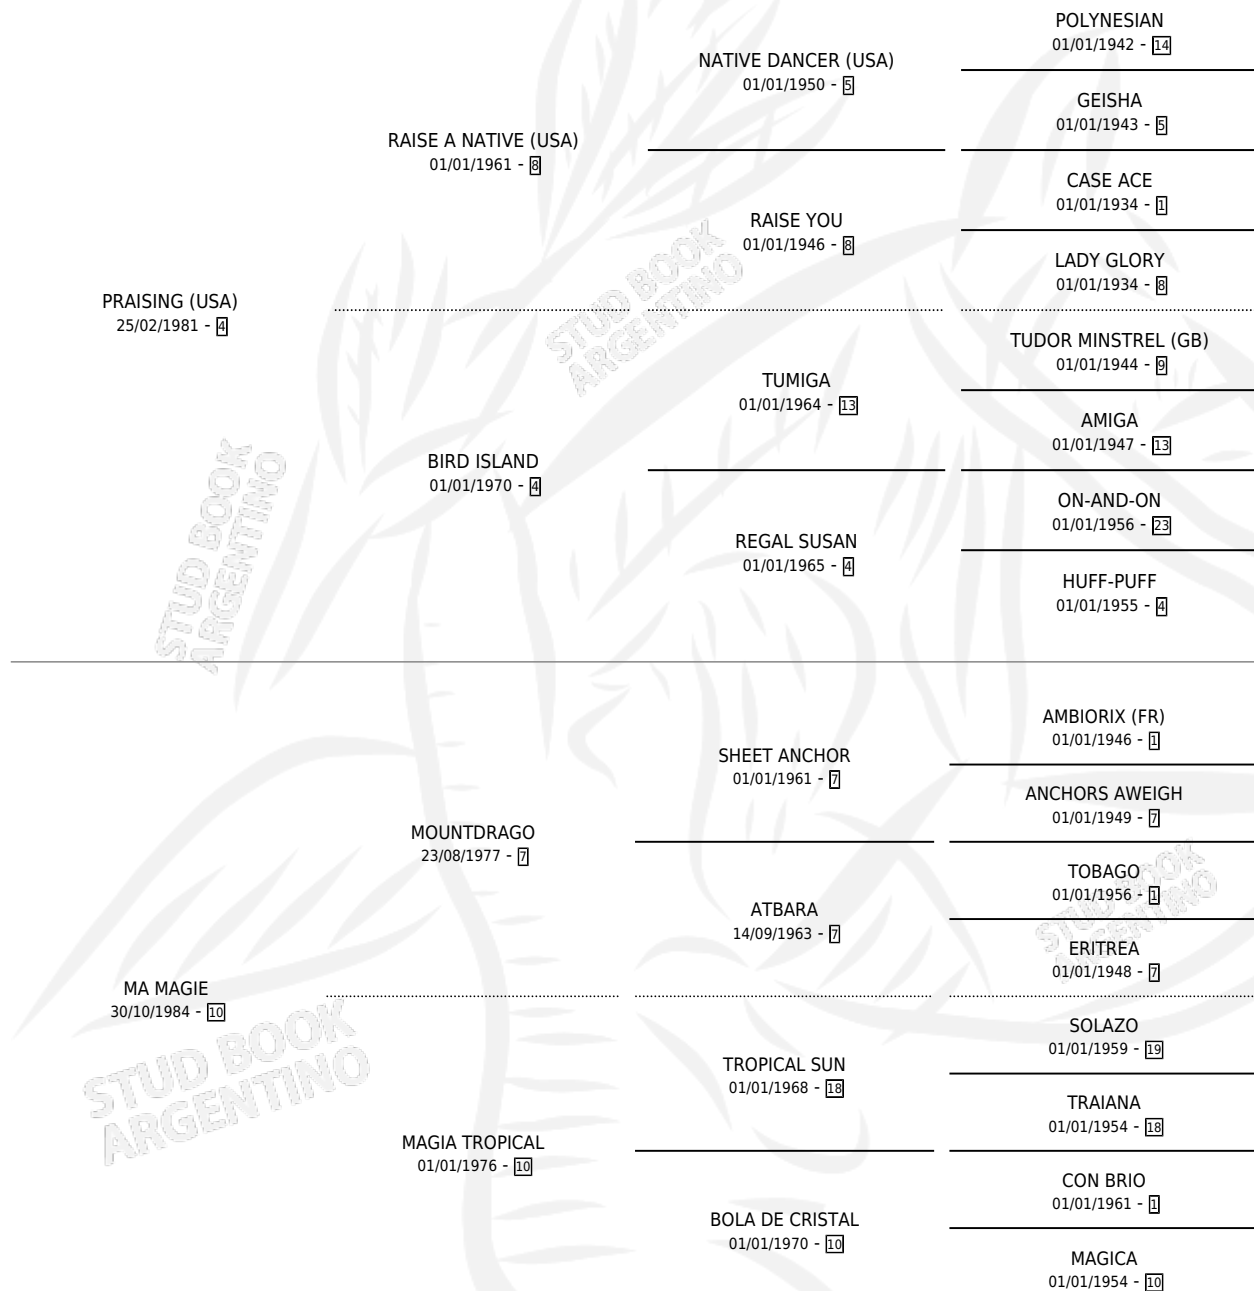 POLYNESIAN
01/01/1942 - 14
NATIVE DANCER (USA)
01/01/1950 - 5
GEISHA
01/01/1943 - 5
RAISE A NATIVE (USA)
01/01/1961 - 8
CASE ACE
01/01/1934 - 1
RAISE YOU
01/01/1946 - 8
LADY GLORY
01/01/1934 - 8
PRAISING (USA)
25/02/1981 - 4
TUDOR MINSTREL (GB)
01/01/1944 - 9
TUMIGA
01/01/1964 - 13
AMIGA
01/01/1947 - 13
BIRD ISLAND
01/01/1970 - 4
ON-AND-ON
01/01/1956 - 23
REGAL SUSAN
01/01/1965 - 4
HUFF-PUFF
01/01/1955 - 4
AMBIORIX (FR)
01/01/1946 - 1
SHEET ANCHOR
01/01/1961 - 7
ANCHORS AWEIGH
01/01/1949 - 7
MOUNTDRAGO
23/08/1977 - 7
TOBAGO
01/01/1956 - 1
ATBARA
14/09/1963 - 7
ERITREA
01/01/1948 - 7
MA MAGIE
30/10/1984 - 10
SOLAZO
01/01/1959 - 19
TROPICAL SUN
01/01/1968 - 18
TRAIANA
01/01/1954 - 18
MAGIA TROPICAL
01/01/1976 - 10
CON BRIO
01/01/1961 - 1
BOLA DE CRISTAL
01/01/1970 - 10
MAGICA
01/01/1954 - 10
STUD BOOK
ARGENTINO
STUD BOOK
ARGENTINO
STUD BOOK
ARGENTINO
STUD BOOK
ARGENTINO